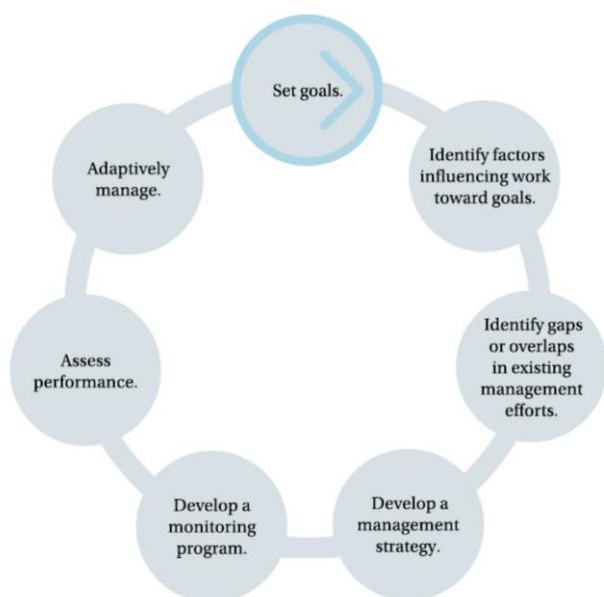 Set goals.
Identify factors
influencing work
toward goals.
Identify gaps
or overlaps
in existing
management
efforts.
Develop a
management
strategy.
Develop a
monitoring
program.
Assess
performance.
Adaptively
manage.